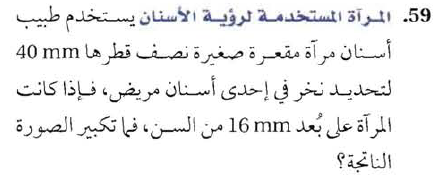 59. المرآة المستخدمة لرؤية الأسنان يستخدم طبيب
أسنان مرآة مقعرة صغيرة نصف قطرها 40 mm
لتحديد نخر في إحدى أسنان مريض، فإذا كانت
المرآة على بُعد 16 mm من السن، فما تكبير الصورة
الناتجة؟